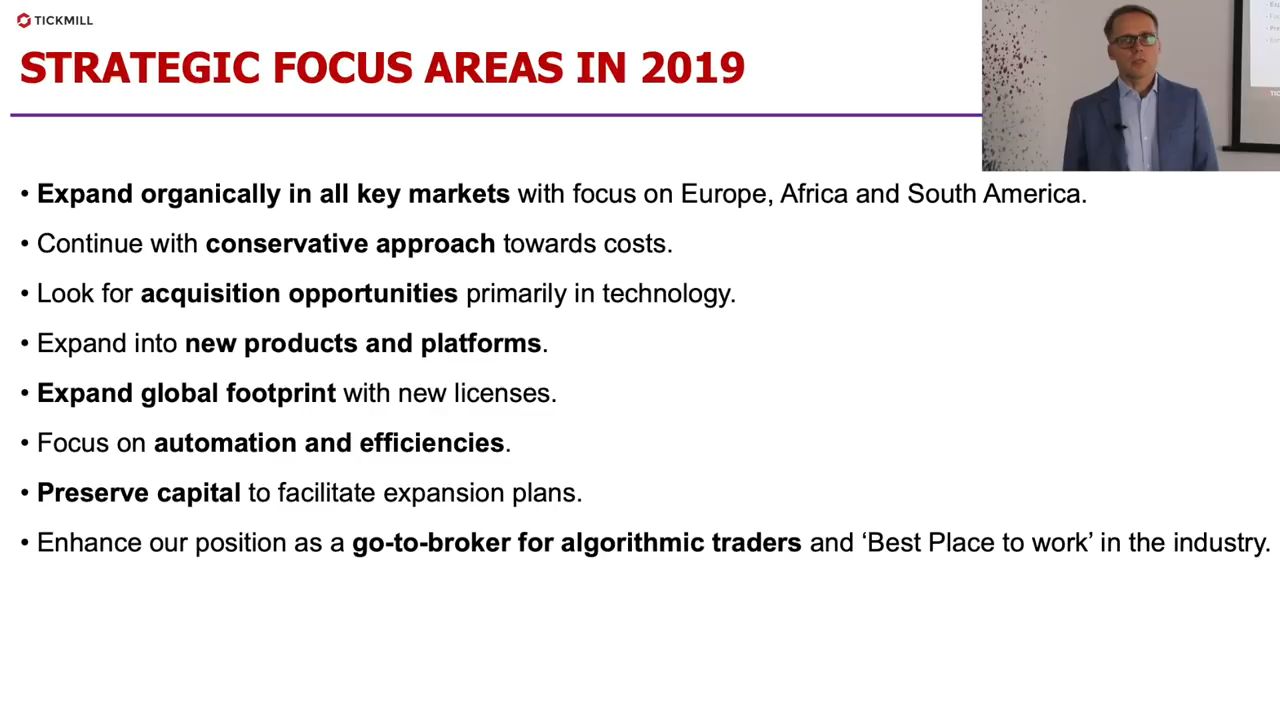 TICKMILL
STRATEGIC FOCUS AREAS IN 2019
• Expand organically in all key markets with focus on Europe, Africa and South America.
• Continue with conservative approach towards costs.
• Look for acquisition opportunities primarily in technology.
• Expand into new products and platforms.
• Expand global footprint with new licenses.
• Focus on automation and efficiencies.
• Preserve capital to facilitate expansion plans.
• Enhance our position as a go-to-broker for algorithmic traders and ‘Best Place to work’ in the industry.